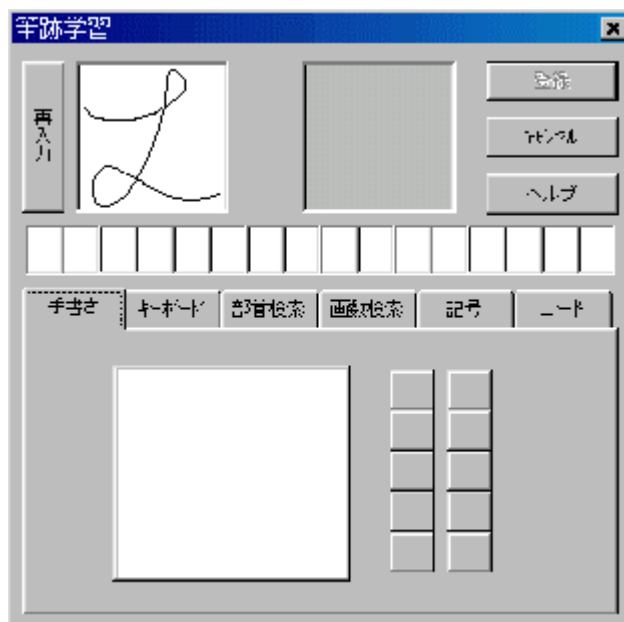 筆跡学習
再入力
登録
キャンセル
ヘルプ
手書き キーボード 部首検索 画数検索 記号 コード